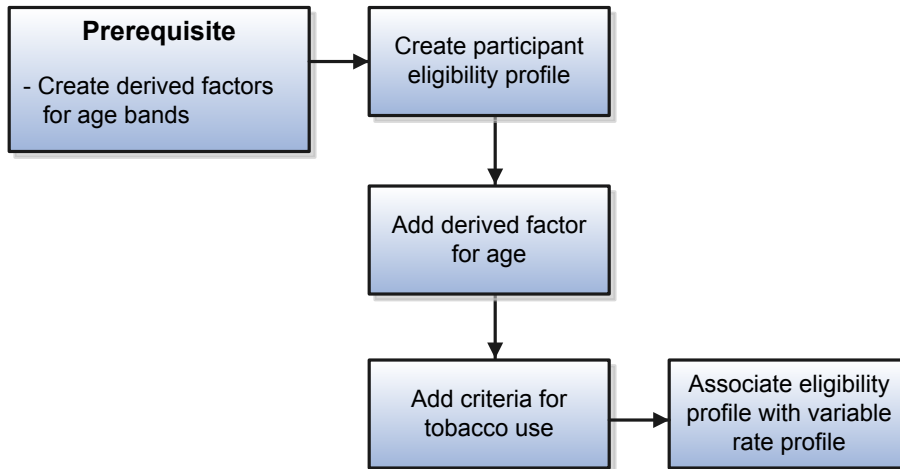 Prerequisite
- Create derived factors
for age bands
Create participant
eligibility profile
Add derived factor
for age
Add criteria for
tobacco use
Associate eligibility
profile with variable
rate profile